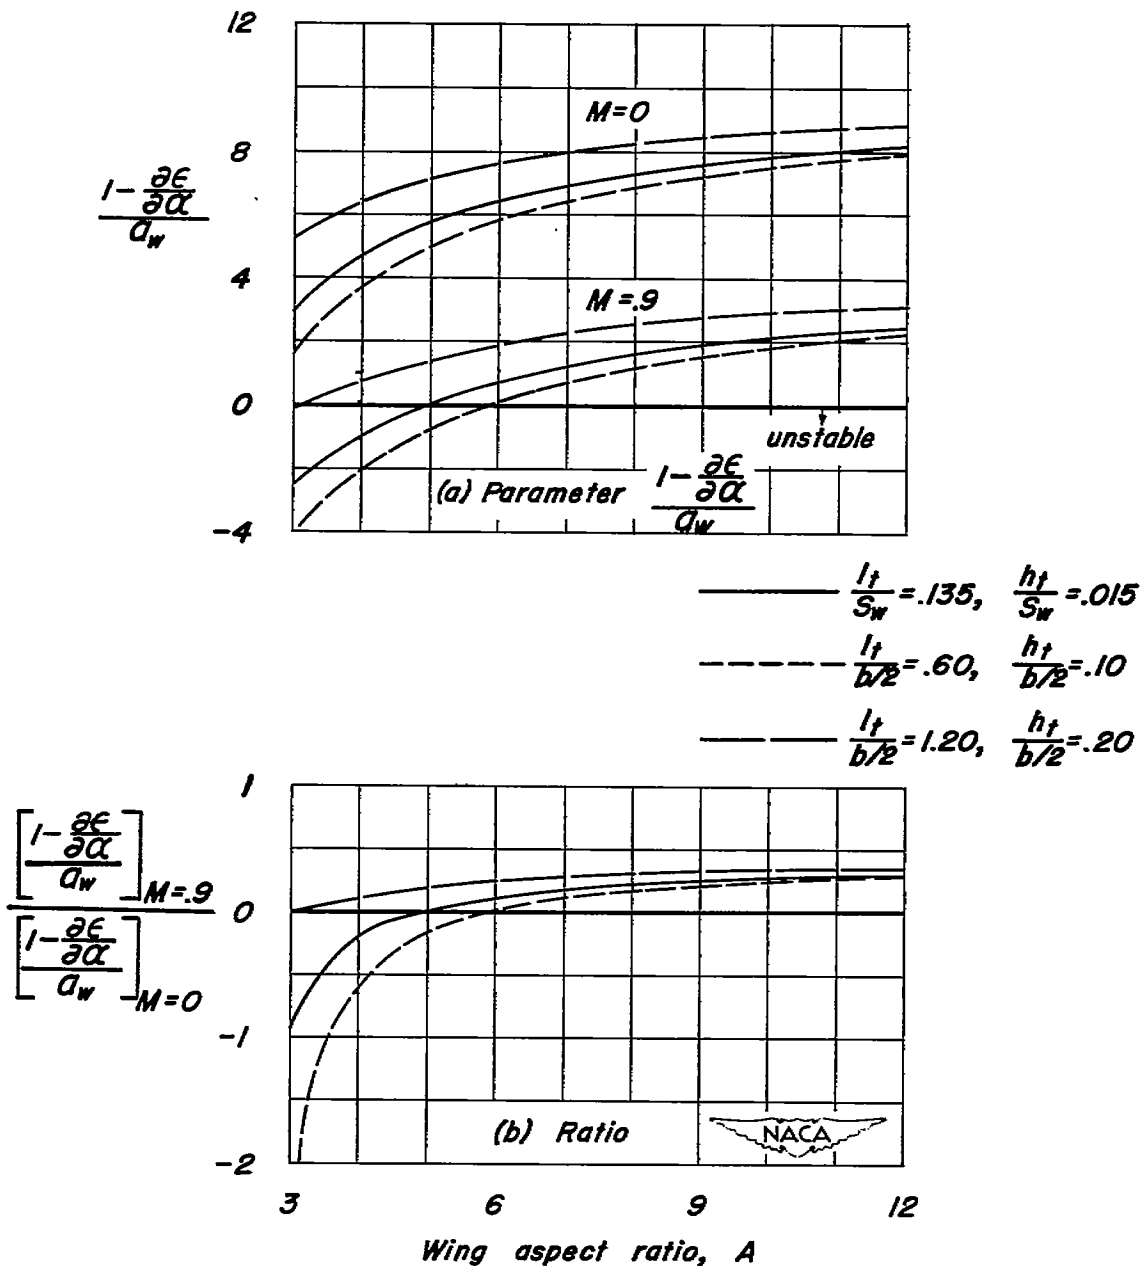 12
8
4
0
-4
1-∂ϵ/∂α
a_w
M=0
M=.9
unstable
(a) Parameter 1-∂ϵ/∂α
a_w
l_t/S_w=.135, h_t/S_w=.015
l_t/b/2=.60, h_t/b/2=.10
l_t/b/2=1.20, h_t/b/2=.20
[1-∂ϵ/∂α
a_w]M=.9
[1-∂ϵ/∂α
a_w]M=0
1
0
-1
-2
(b) Ratio
NACA
3 6 9 12
Wing aspect ratio, A